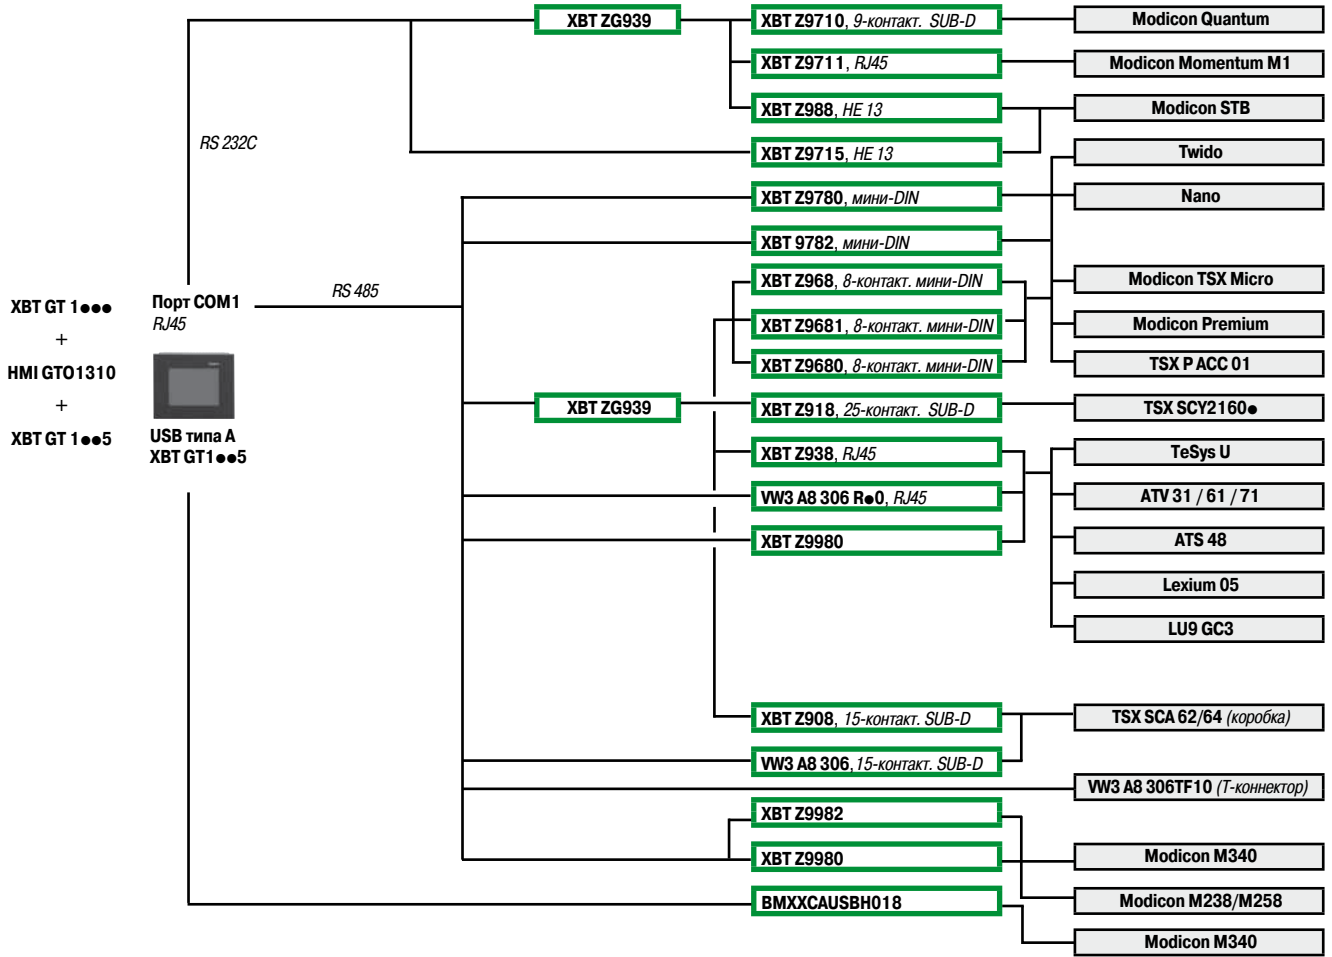 XBT ZG939
XBT Z9710, 9-контакт. SUB-D
Modicon Quantum
XBT Z9711, RJ45
Modicon Momentum M1
XBT Z988, HE 13
Modicon STB
RS 232C
XBT Z9715, HE 13
Twido
XBT Z9780, мини-DIN
Nano
XBT 9782, мини-DIN
XBT Z968, 8-контакт. мини-DIN
Modicon TSX Micro
RS 485
XBT GT 1●●●
Порт COM1
RJ45
XBT Z9681, 8-контакт. мини-DIN
Modicon Premium
+
XBT Z9680, 8-контакт. мини-DIN
TSX P ACC 01
HMI GTO1310
+
XBT ZG939
XBT Z918, 25-контакт. SUB-D
TSX SCY2160●
XBT GT 1●●5
USB типа A
XBT GT1●●5
XBT Z938, RJ45
TeSys U
VW3 A8 306 R●0, RJ45
ATV 31 / 61 / 71
XBT Z9980
ATS 48
Lexium 05
LU9 GC3
XBT Z908, 15-контакт. SUB-D
TSX SCA 62/64 (коробка)
VW3 A8 306, 15-контакт. SUB-D
VW3 A8 306TF10 (Т-коннектор)
XBT Z9982
XBT Z9980
Modicon M340
BMXXCAUSBH018
Modicon M238/M258
Modicon M340